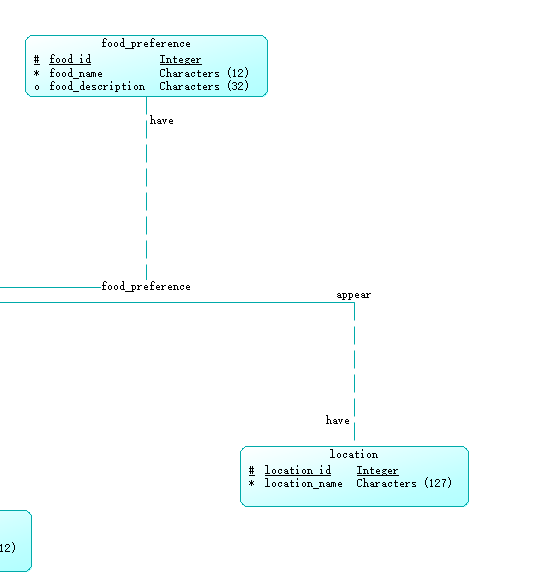 food_preference
# food_id Integer
* food_name Characters (12)
o food_description Characters (32)
have
food_preference
appear
have
location
# location_id Integer
* location_name Characters (127)
12)